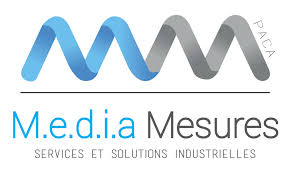 PACA
M.e.d.i.a Mesures
SERVICES ET SOLUTIONS INDUSTRIELLES